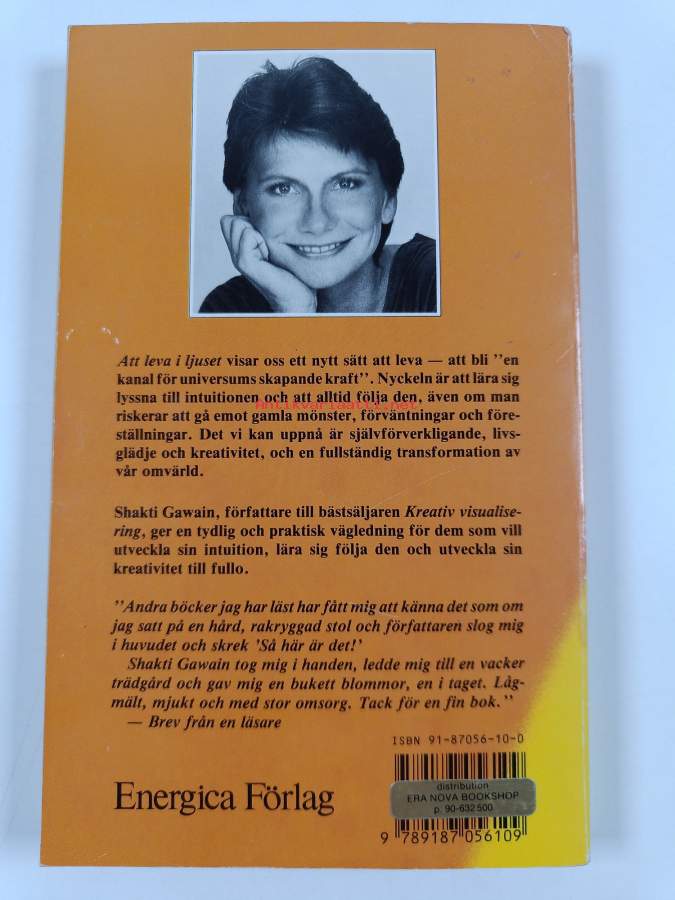 Att leva i ljuset visar oss ett nytt sätt att leva — att bli "en
kanal för universums skapande kraft". Nyckeln är att lära sig
lyssna till intuitionen och att alltid följa den, även om man
Antikvariaatti.net
riskerar att gå emot gamla mönster, förväntningar och före-
ställningar. Det vi kan uppnå är självförverkligande, livs-
glädje och kreativitet, och en fullständig transformation av
vår omvärld.
Shakti Gawain, författare till bästsäljaren Kreativ visualise-
ring, ger en tydlig och praktisk vägledning för dem som vill
utveckla sin intuition, lära sig följa den och utveckla sin
kreativitet till fullo.
"Andra böcker jag har läst har fått mig att känna det som om
jag satt på en hård, rakryggad stol och författaren slog mig
i huvudet och skrek 'Så här är det!'
Shakti Gawain tog mig i handen, ledde mig till en vacker
trädgård och gav mig en bukett blommor, en i taget. Låg-
mält, mjukt och med stor omsorg. Tack för en fin bok."
— Brev från en läsare
ISBN 91-87056-10-0
distribution
ERA NOVA BOOKSHOP
p. 90-632 500
Energica Förlag
9 789187 056109